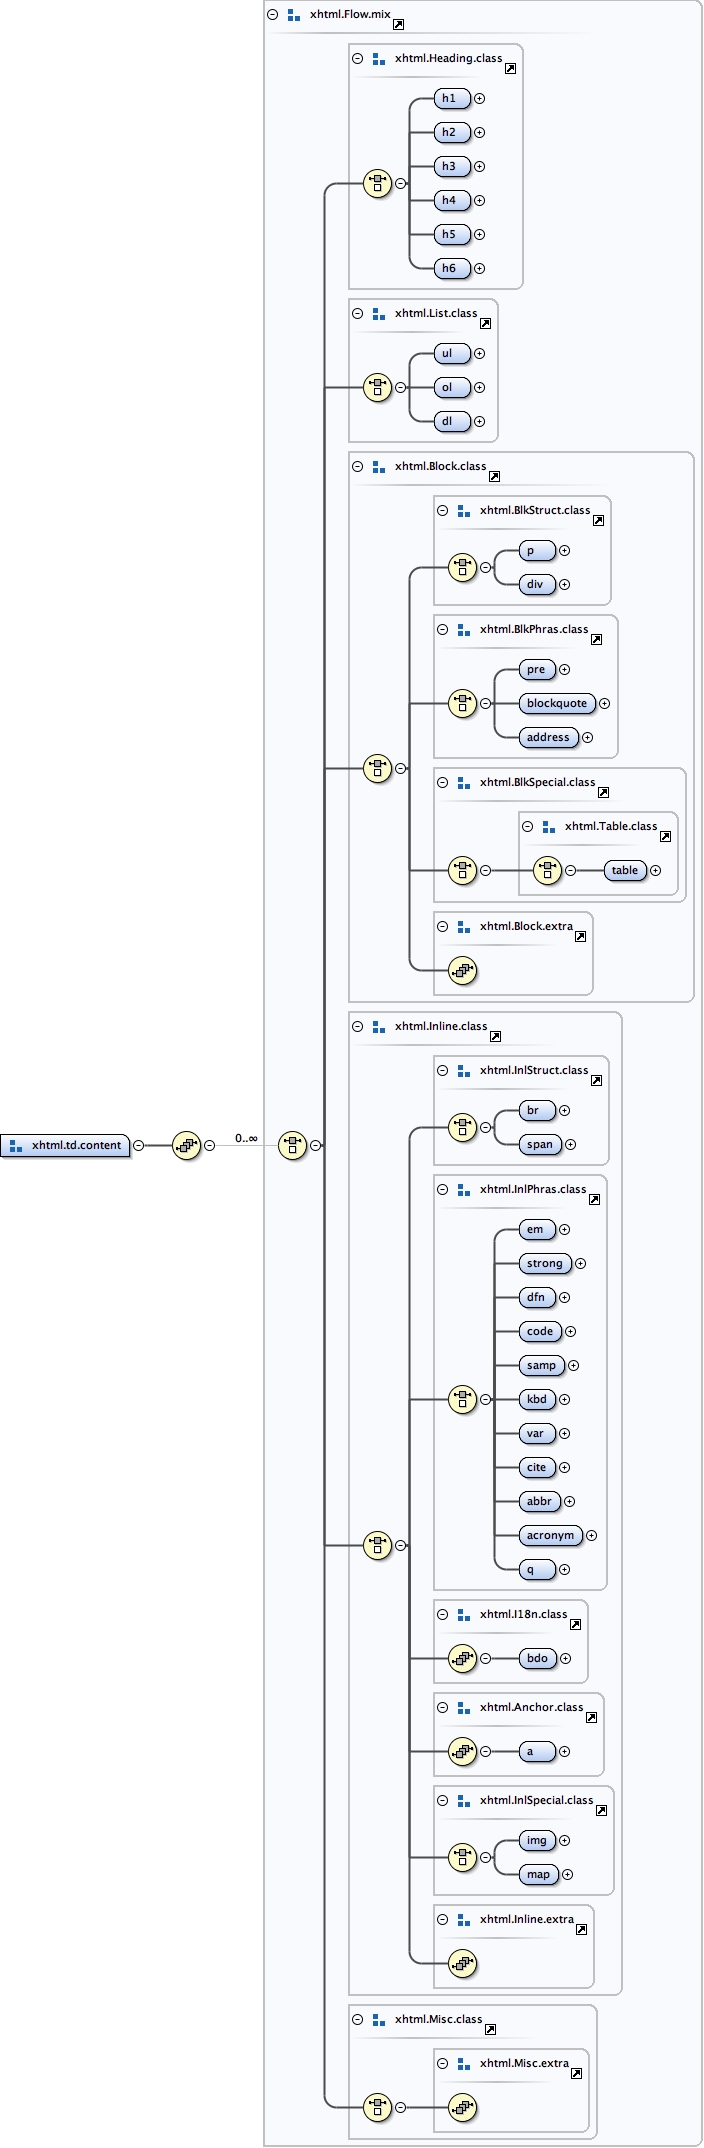 xhtml.Flow.mix
xhtml.Heading.class
h1
h2
h3
h4
h5
h6
xhtml.List.class
ul
ol
dl
xhtml.Block.class
xhtml.BlkStruct.class
p
div
xhtml.BlkPhras.class
pre
blockquote
address
xhtml.BlkSpecial.class
xhtml.Table.class
table
xhtml.Block.extra
xhtml.Inline.class
xhtml.InlStruct.class
br
span
xhtml.td.content
0..∞
xhtml.InlPhras.class
em
strong
dfn
code
samp
kbd
var
cite
abbr
acronym
q
xhtml.I18n.class
bdo
xhtml.Anchor.class
a
xhtml.InlSpecial.class
img
map
xhtml.Inline.extra
xhtml.Misc.class
xhtml.Misc.extra